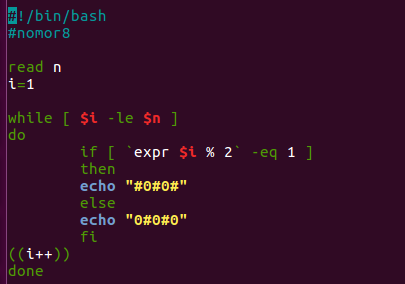 #!/bin/bash
#nomor8

read n
i=1

while [ $i -le $n ]
do
        if [ `expr $i % 2` -eq 1 ]
        then
        echo "#0#0#"
        else
        echo "0#0#0"
        fi
((i++))
done